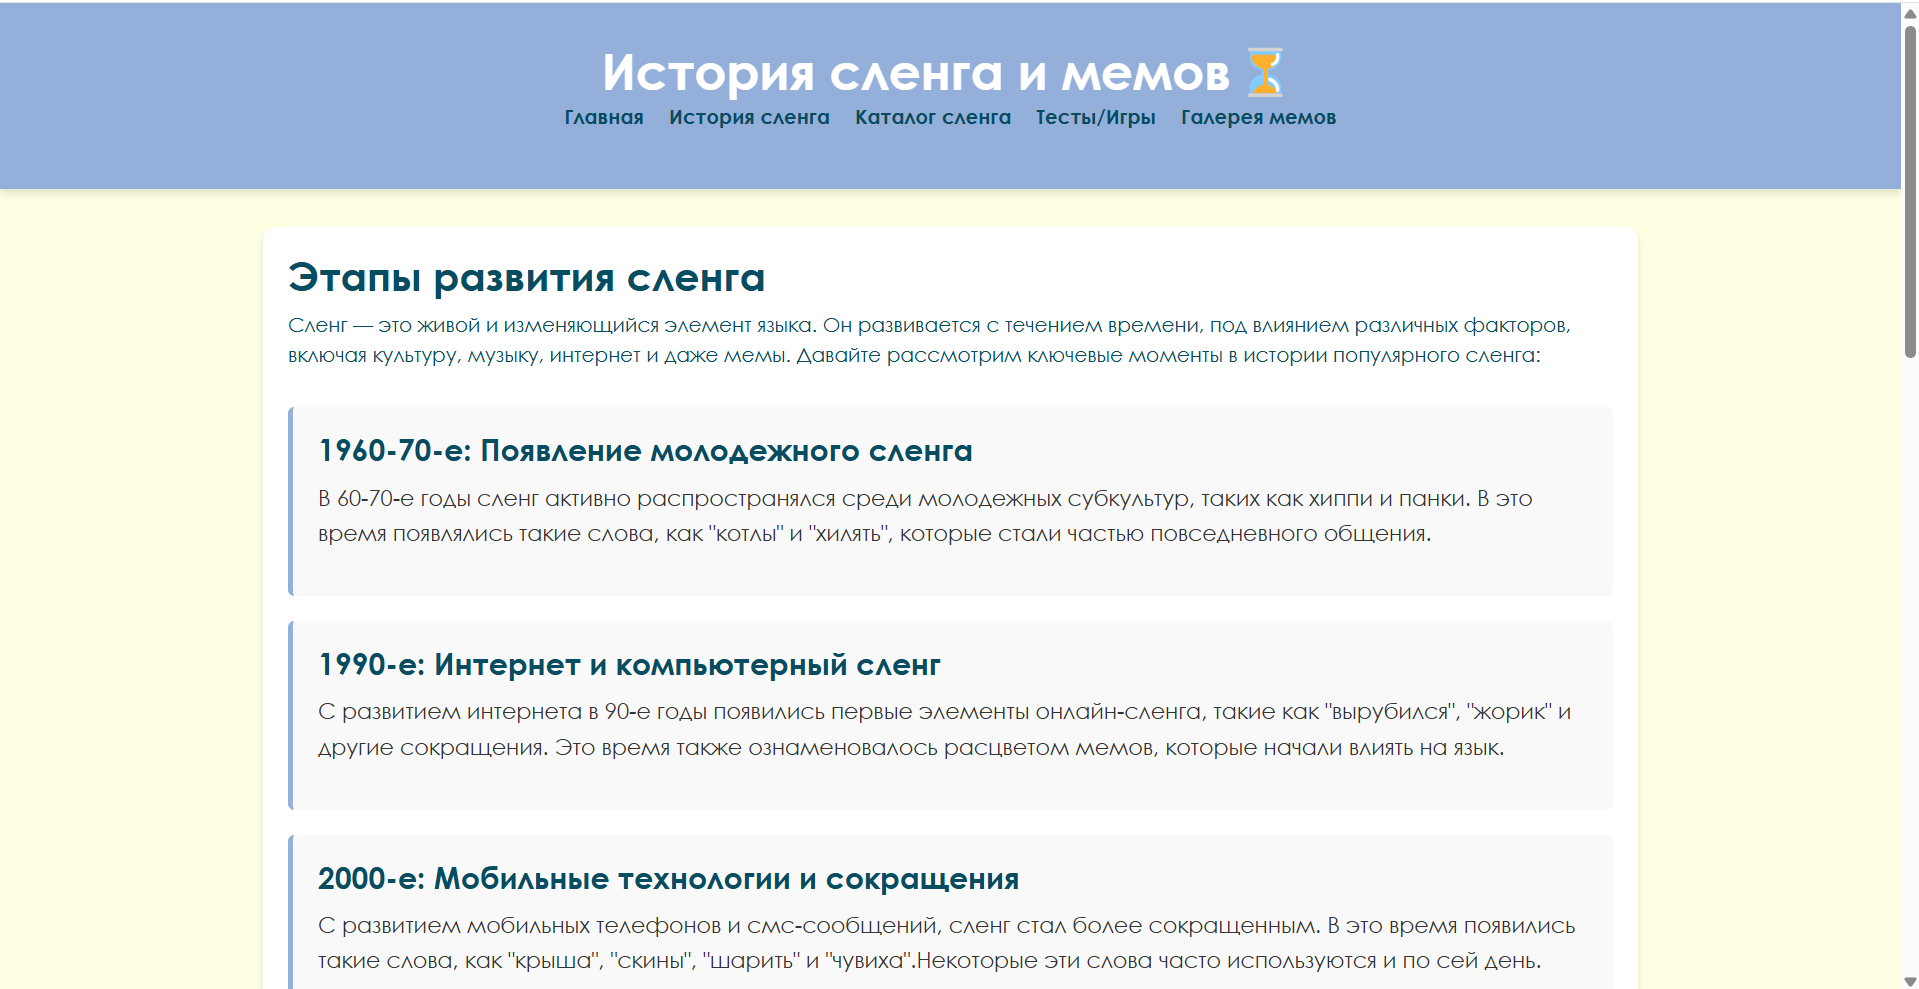 История сленга и мемов ⏳
Главная История сленга Каталог сленга Тесты/Игры Галерея мемов
Этапы развития сленга
Сленг — это живой и изменяющийся элемент языка. Он развивается с течением времени, под влиянием различных факторов,
включая культуру, музыку, интернет и даже мемы. Давайте рассмотрим ключевые моменты в истории популярного сленга:
1960-70-е: Появление молодежного сленга
В 60-70-е годы сленг активно распространялся среди молодежных субкультур, таких как хиппи и панки. В это
время появлялись такие слова, как "котлы" и "хилять", которые стали частью повседневного общения.
1990-е: Интернет и компьютерный сленг
С развитием интернета в 90-е годы появились первые элементы онлайн-сленга, такие как "вырубился", "жорик" и
другие сокращения. Это время также ознаменовалось расцветом мемов, которые начали влиять на язык.
2000-е: Мобильные технологии и сокращения
С развитием мобильных телефонов и смс-сообщений, сленг стал более сокращенным. В это время появились
такие слова, как "крыша", "скины", "шарить" и "чувиха".Некоторые эти слова часто используются и по сей день.